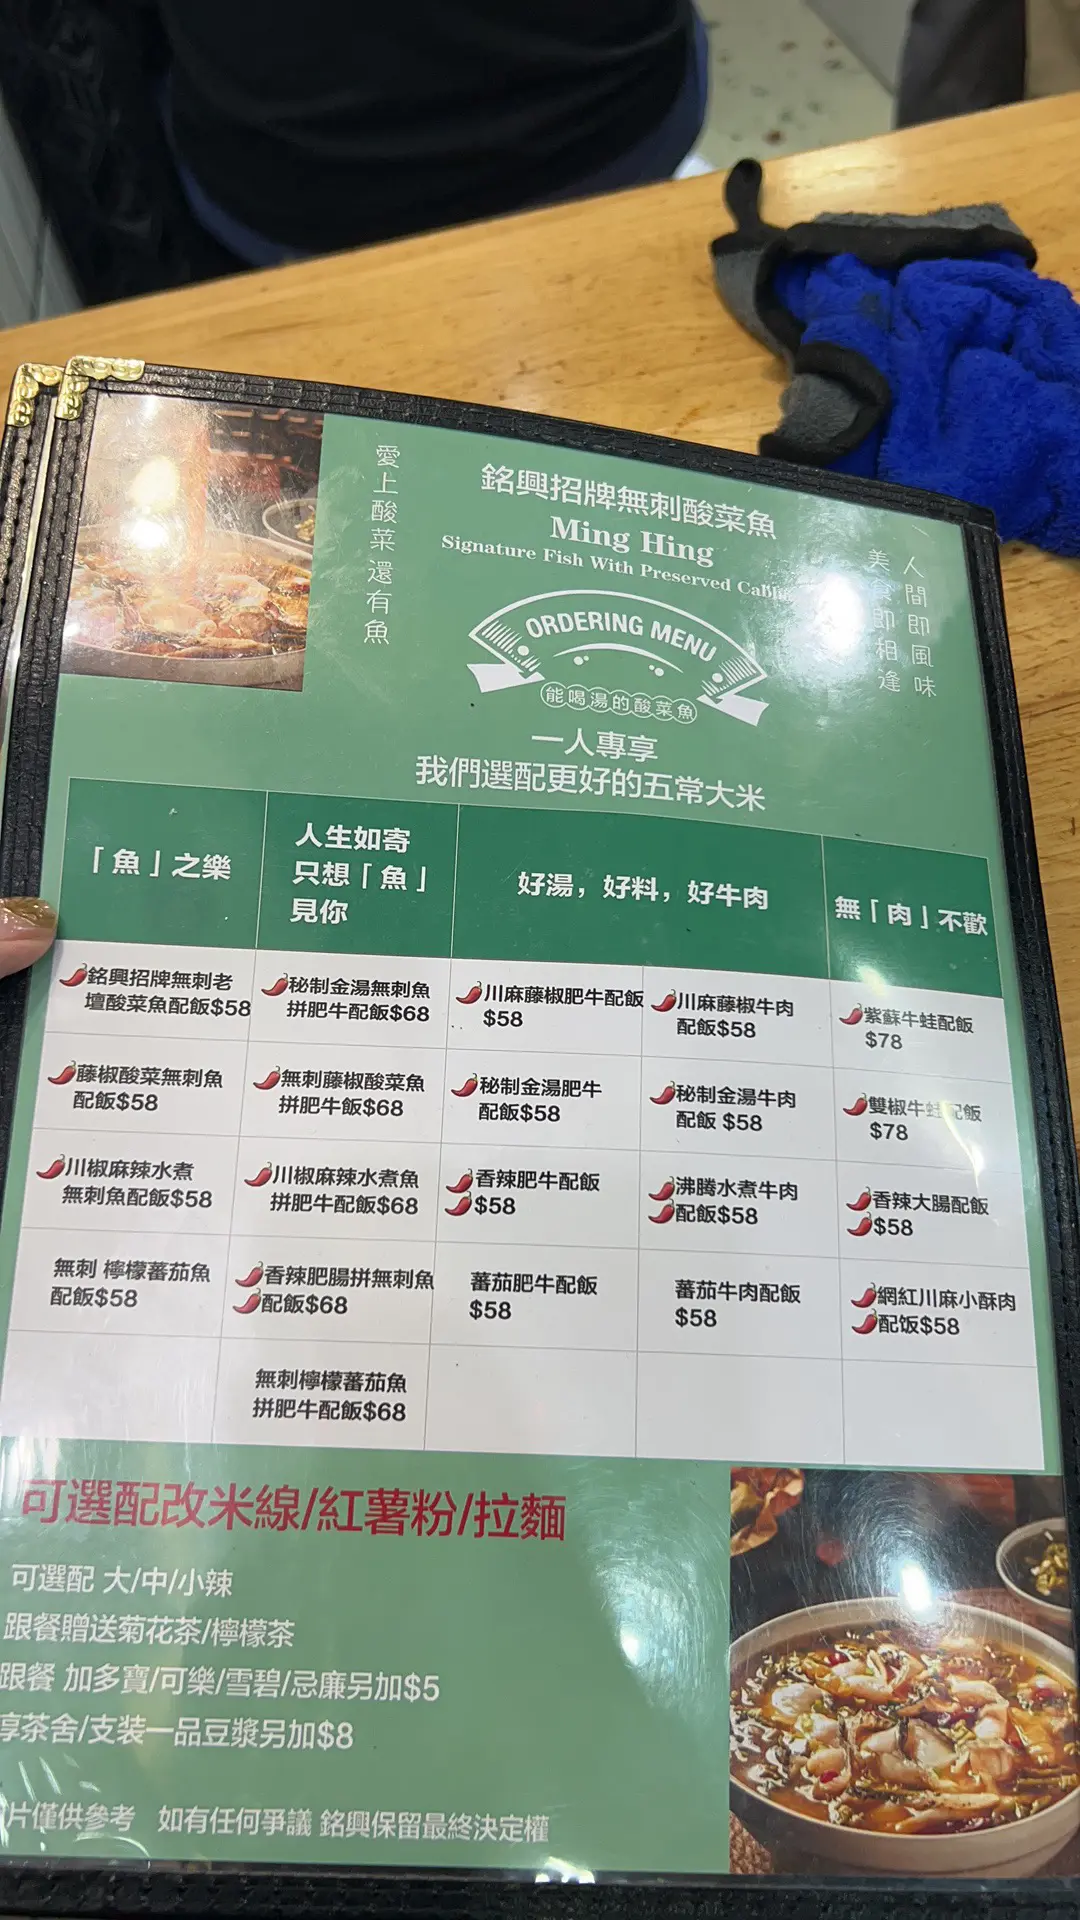 愛上酸菜還有魚
銘興招牌無刺酸菜魚
Ming Hing
Signature Fish With Preserved
人間即風味
美食即相逢
ORDERING MENU
能喝湯的酸菜魚
一人專享
我們選配更好的五常大米
「魚」之樂
人生如寄
只想「魚」
見你
好湯，好料，好牛肉
無「肉」不歡
銘興招牌無刺老
壇酸菜魚配飯$58
秘制金湯無刺魚
拼肥牛配飯$68
川麻藤椒肥牛配飯
$58
川麻藤椒牛肉
配飯$58
紫蘇牛蛙配飯
$78
藤椒酸菜無刺魚
配飯$58
無刺藤椒酸菜魚
拼肥牛飯$68
秘制金湯肥牛
配飯$58
秘制金湯牛肉
配飯 $58
雙椒牛蛙配飯
$78
川椒麻辣水煮
無刺魚配飯$58
川椒麻辣水煮魚
拼肥牛配飯$68
香辣肥牛配飯
$58
沸騰水煮牛肉
配飯$58
香辣大腸配飯
$58
無刺 檸檬蕃茄魚
配飯$58
香辣肥腸拼無刺魚
配飯$68
蕃茄肥牛配飯
$58
蕃茄牛肉配飯
$58
網紅川麻小酥肉
配饭$58
無刺檸檬蕃茄魚
拼肥牛配飯$68
可選配改米線/紅薯粉/拉麵
可選配 大/中/小辣
跟餐贈送菊花茶/檸檬茶
跟餐 加多寶/可樂/雪碧/忌廉另加$5
淳茶舍/支装一品豆漿另加$8
片僅供參考 如有任何爭議 銘興保留最終決定權